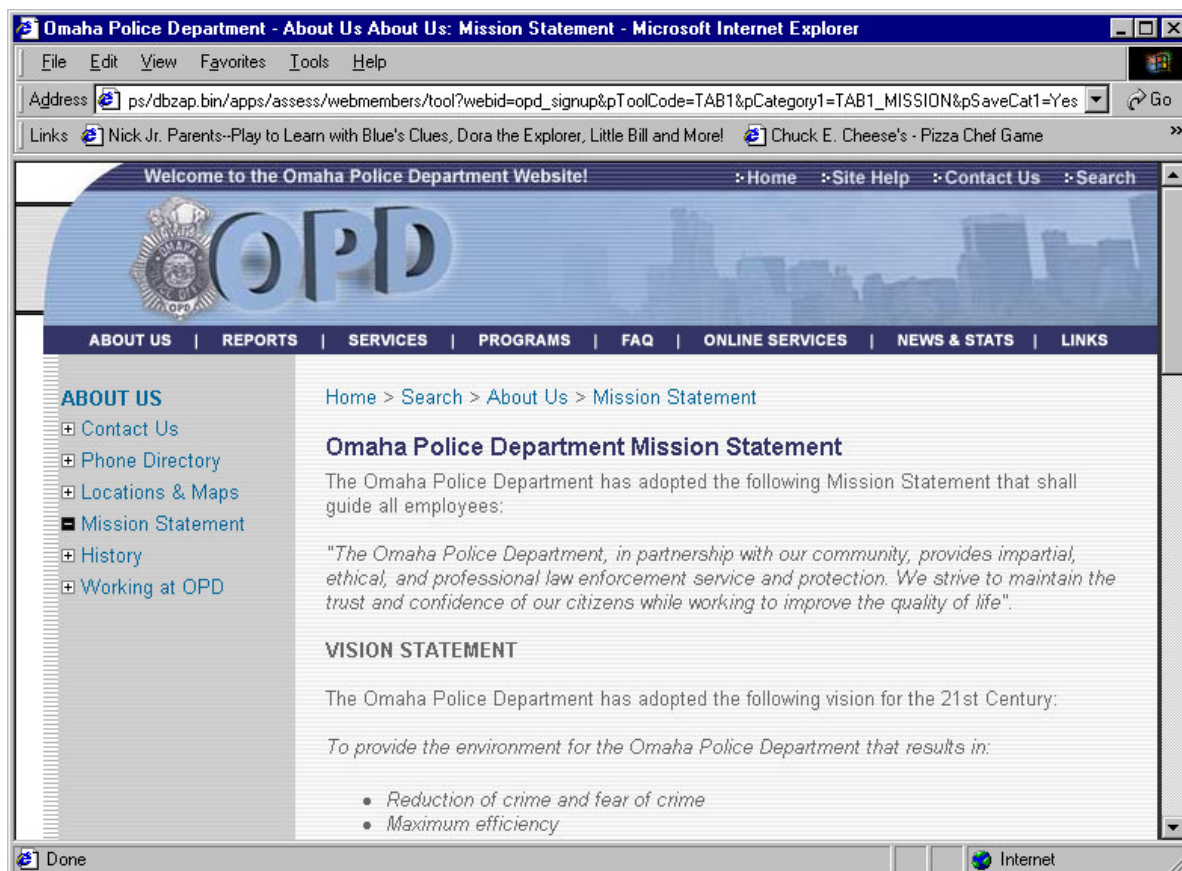 Omaha Police Department - About Us About Us: Mission Statement - Microsoft Internet Explorer
File Edit View Favorites Tools Help
Address ps/dbzap.bin/apps/assess/webmembers/tool?webid=opd_signup&pToolCode=TAB1&pCategory1=TAB1_MISSION&pSaveCat1=Yes Go
Links Nick Jr. Parents--Play to Learn with Blue's Clues, Dora the Explorer, Little Bill and More! Chuck E. Cheese's - Pizza Chef Game »
Welcome to the Omaha Police Department Website! Home Site Help Contact Us Search
OMAHA
OPD
OPD
ABOUT US | REPORTS | SERVICES | PROGRAMS | FAQ | ONLINE SERVICES | NEWS & STATS | LINKS
ABOUT US
Contact Us
Phone Directory
Locations & Maps
Mission Statement
History
Working at OPD
Home > Search > About Us > Mission Statement
Omaha Police Department Mission Statement
The Omaha Police Department has adopted the following Mission Statement that shall
guide all employees:
"The Omaha Police Department, in partnership with our community, provides impartial,
ethical, and professional law enforcement service and protection. We strive to maintain the
trust and confidence of our citizens while working to improve the quality of life".
VISION STATEMENT
The Omaha Police Department has adopted the following vision for the 21st Century:
To provide the environment for the Omaha Police Department that results in:
• Reduction of crime and fear of crime
• Maximum efficiency
Done Internet